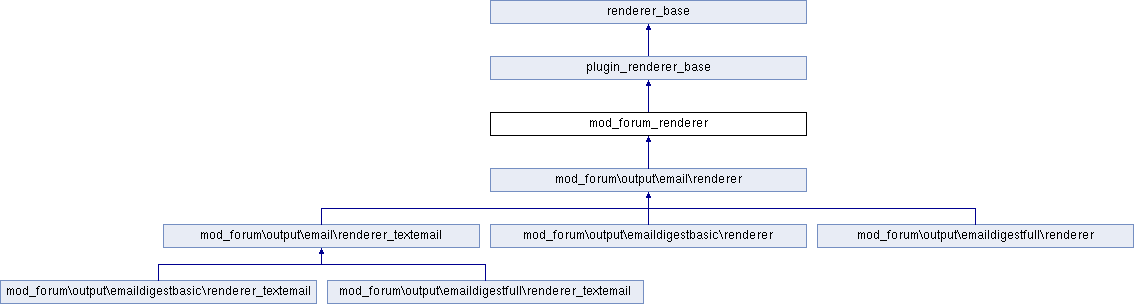 renderer_base
plugin_renderer_base
mod_forum_renderer
mod_forum\output\email\renderer
mod_forum\output\email\renderer_textemail
mod_forum\output\emaildigestbasic\renderer
mod_forum\output\emaildigestfull\renderer
mod_forum\output\emaildigestbasic\renderer_textemail
mod_forum\output\emaildigestfull\renderer_textemail